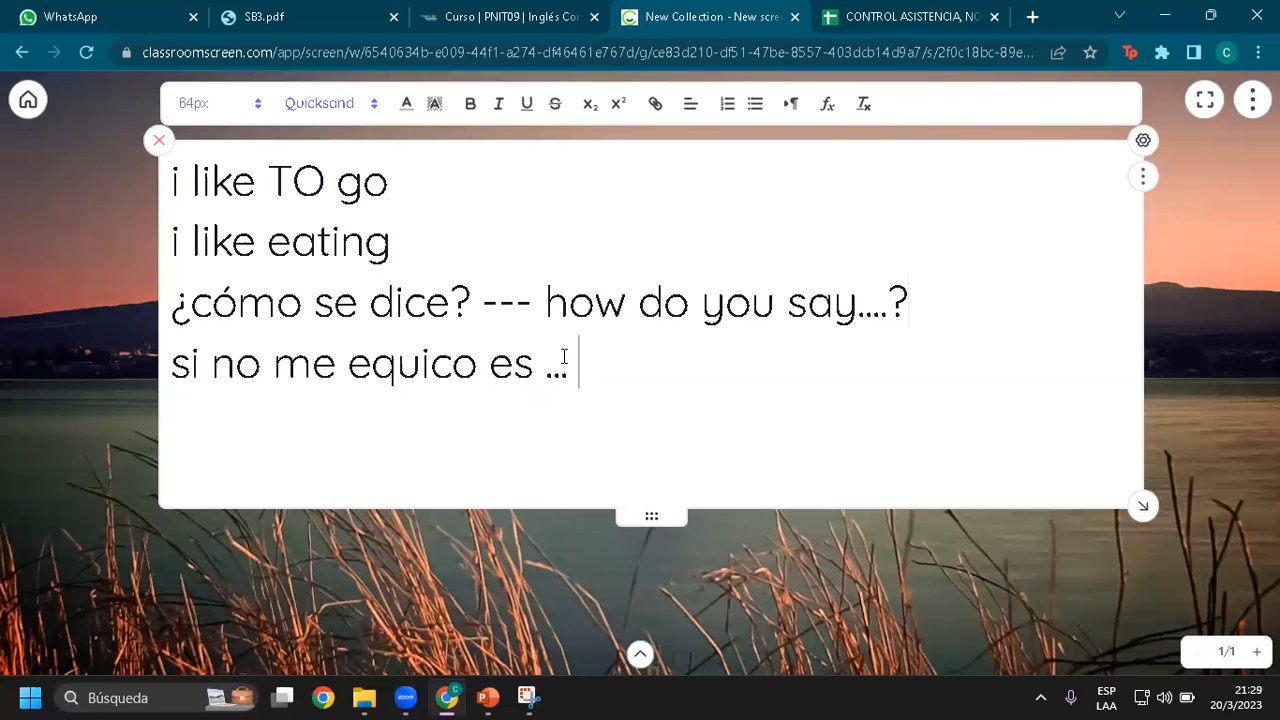 WhatsApp
SB3.pdf
Curso | PNIT09 | Inglés Cor
New Collection - New scre
CONTROL ASISTENCIA, NO
classroomscreen.com/app/screen/w/6540634b-e009-44f1-a274-df46461e767d/g/ce83d210-df51-47be-8557-403dcb14d9a7/s/2f0c18bc-89e...
64px
Quicksand
i like TO go
i like eating
¿cómo se dice? --- how do you say....?
si no me equico es ...
1/1
Búsqueda
ESP
LAA
21:29
20/3/2023